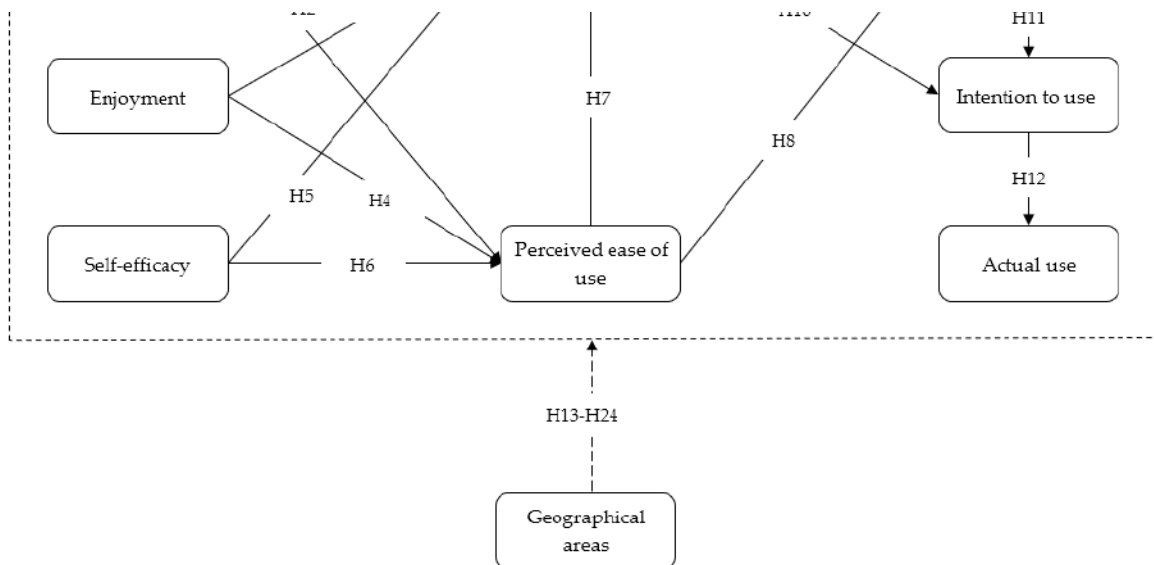 H11
Enjoyment
Intention to use
H7
H8
H12
H5
H4
Perceived ease of
use
Self-efficacy
H6
Actual use
H13-H24
Geographical
areas